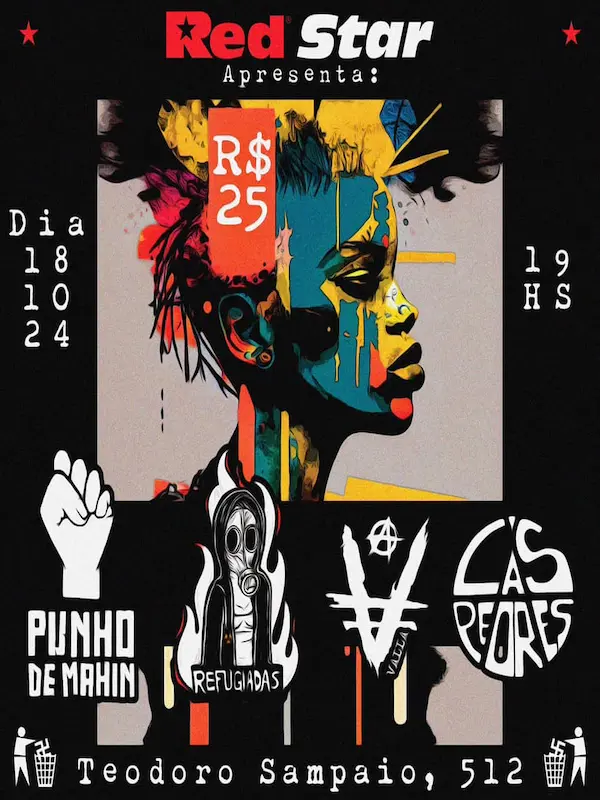 Red Star
Apresenta:
R$
25
Dia
18
10
24
19
HS
PUNHO
DE MAHIN
REFUGIADAS
VALLA
LAS
PEORES
Teodoro Sampaio, 512